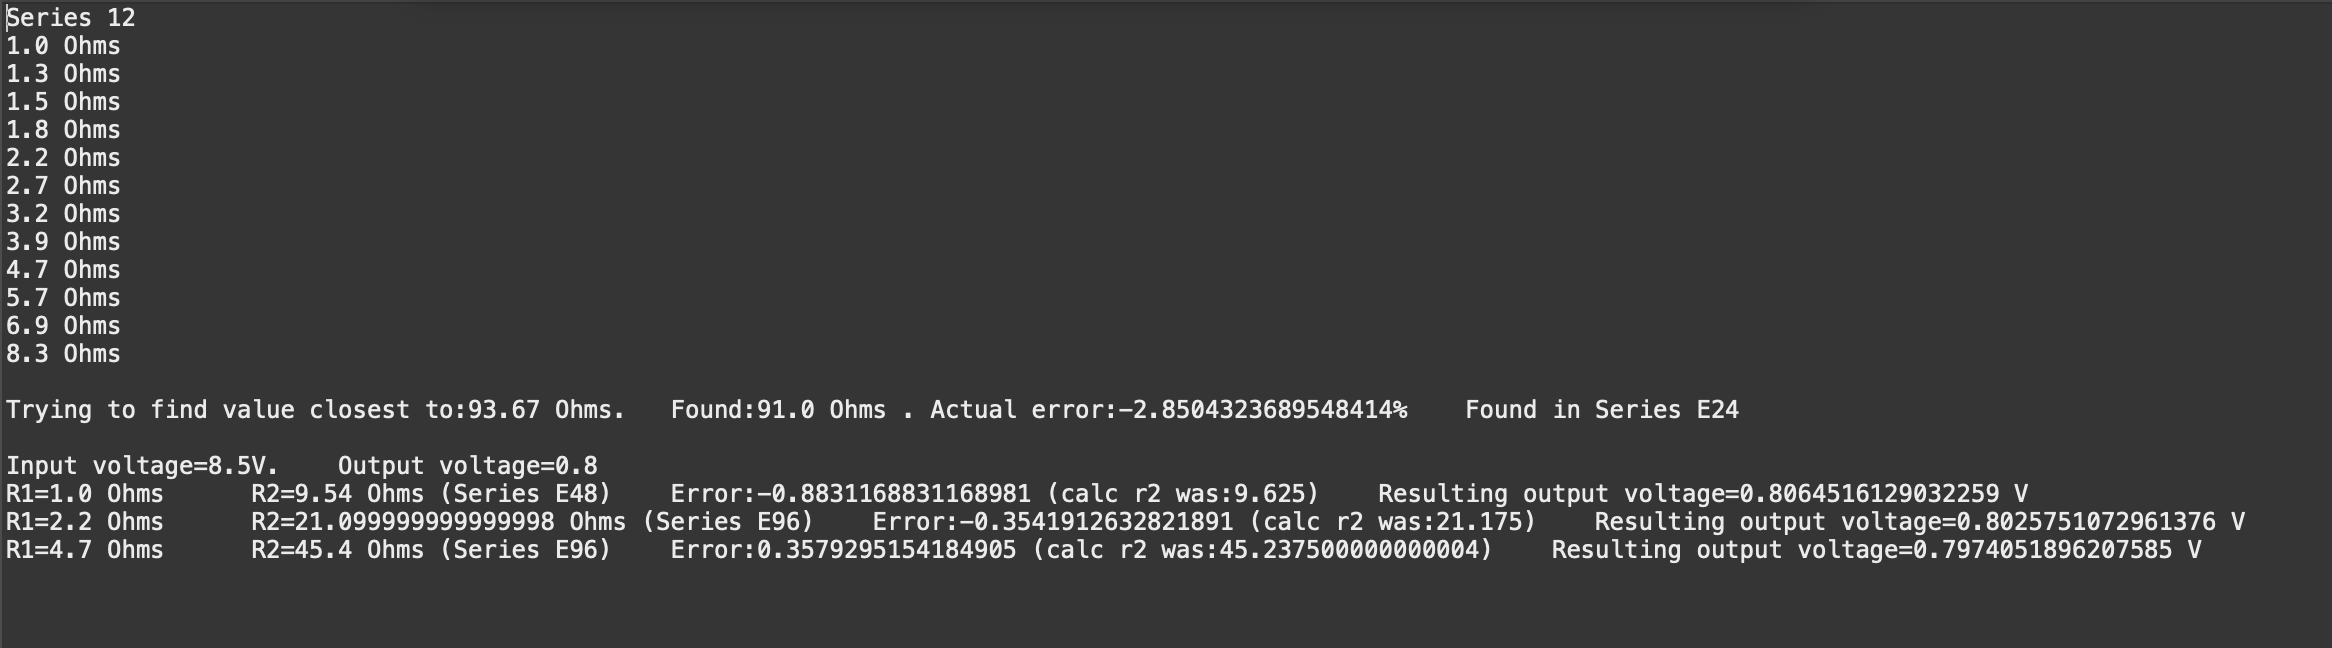 Series 12
1.0 Ohms
1.3 Ohms
1.5 Ohms
1.8 Ohms
2.2 Ohms
2.7 Ohms
3.2 Ohms
3.9 Ohms
4.7 Ohms
5.7 Ohms
6.9 Ohms
8.3 Ohms
Trying to find value closest to:93.67 Ohms.   Found:91.0 Ohms . Actual error:-2.8504323689548414%    Found in Series E24
Input voltage=8.5V.    Output voltage=0.8
R1=1.0 Ohms      R2=9.54 Ohms (Series E48)    Error:-0.8831168831168981 (calc r2 was:9.625)    Resulting output voltage=0.8064516129032259 V
R1=2.2 Ohms      R2=21.099999999999998 Ohms (Series E96)    Error:-0.3541912632821891 (calc r2 was:21.175)    Resulting output voltage=0.8025751072961376 V
R1=4.7 Ohms      R2=45.4 Ohms (Series E96)    Error:0.3579295154184905 (calc r2 was:45.237500000000004)    Resulting output voltage=0.7974051896207585 V